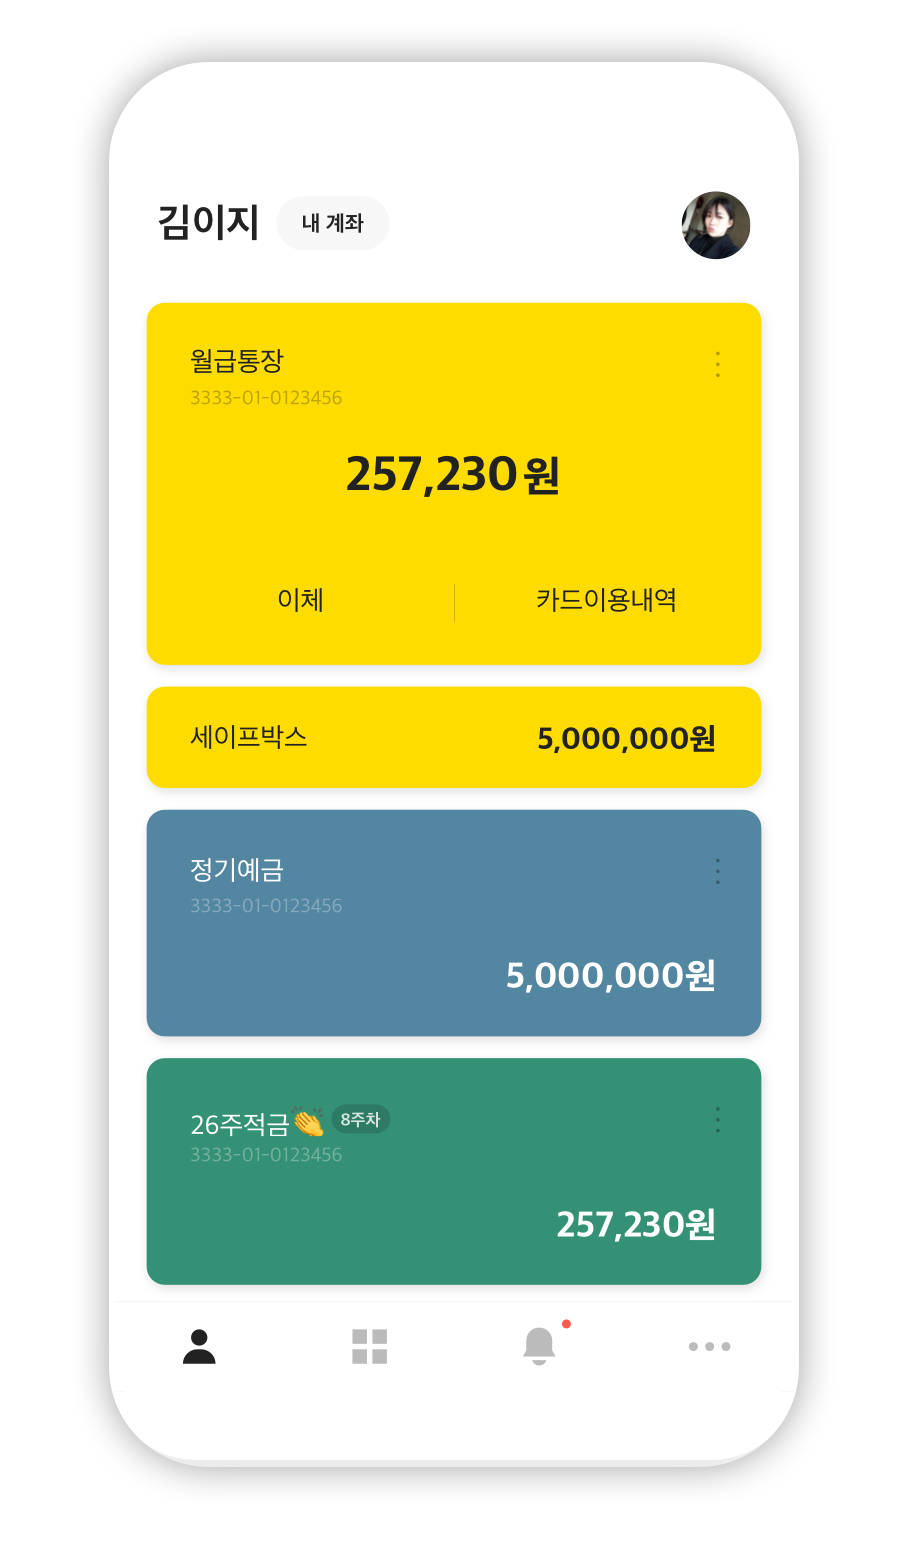 김이지 내 계좌
월급통장
3333-01-0123456
257,230원
이체 카드이용내역
세이프박스 5,000,000원
정기예금
3333-01-0123456
5,000,000원
26주적금👏 8주차
3333-01-0123456
257,230원